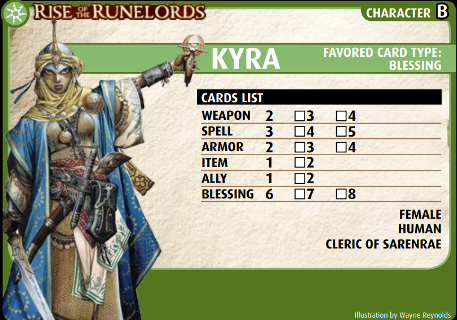 RISE OF THE RUNELORDS
CHARACTER B
KYRA
FAVORED CARD TYPE:
BLESSING
CARDS LIST
WEAPON 2 □3 □4
SPELL 3 □4 □5
ARMOR 2 □3 □4
ITEM 1 □2
ALLY 1 □2
BLESSING 6 □7 □8
FEMALE
HUMAN
CLERIC OF SARENRAE
Illustration by Wayne Reynolds